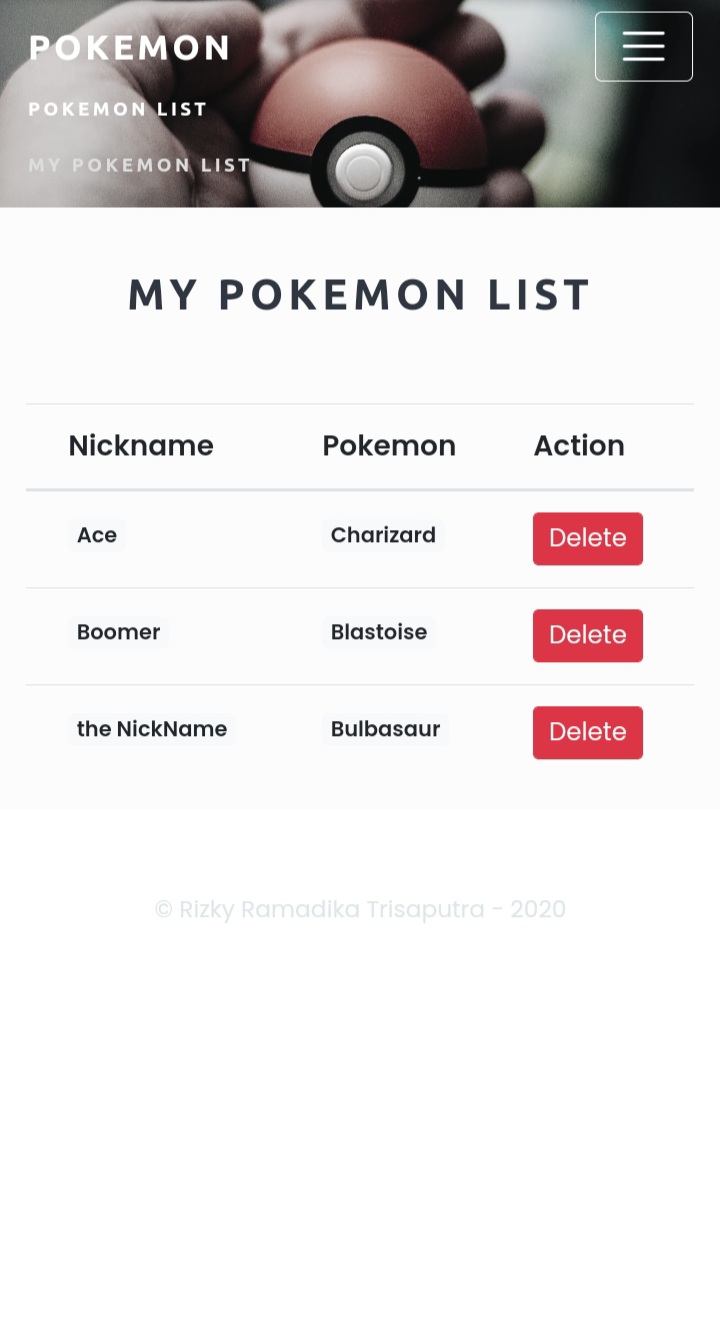 POKEMON
POKEMON LIST
MY POKEMON LIST
MY POKEMON LIST
Nickname Pokemon Action
Ace Charizard Delete
Boomer Blastoise Delete
the NickName Bulbasaur Delete
© Rizky Ramadika Trisaputra - 2020